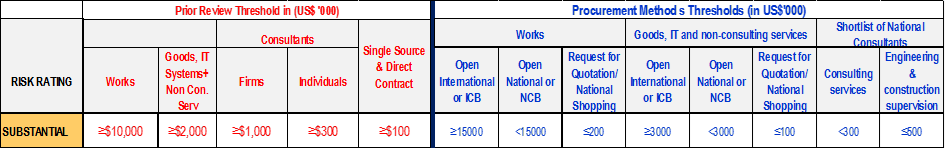 Prior Review Threshold in (US$ '000) Procurement Method s Thresholds (in US$'000)
Consultants Works Goods, IT and non-consulting services Shortlist of National Consultants
RISK RATING Works Goods, IT Systems+ Non Con. Serv Firms Individuals Single Source & Direct Contract Open International or ICB Open National or NCB Request for Quotation/ National Shopping Open International or ICB Open National or NCB Request for Quotation/ National Shopping Consulting services Engineering & construction supervision
SUBSTANTIAL ≥$10,000 ≥$2,000 ≥$1,000 ≥$300 ≥$100 ≥15000 <15000 ≤200 ≥3000 <3000 ≤100 <300 ≤500